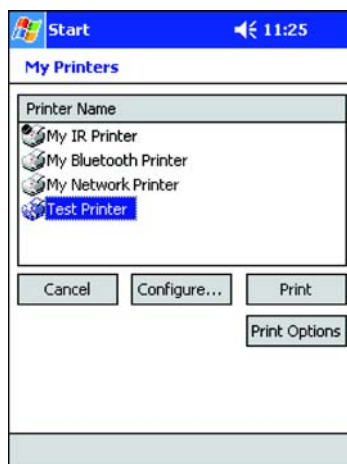 Start 11:25
My Printers
Printer Name
My IR Printer
My Bluetooth Printer
My Network Printer
Test Printer
Cancel Configure... Print
Print Options